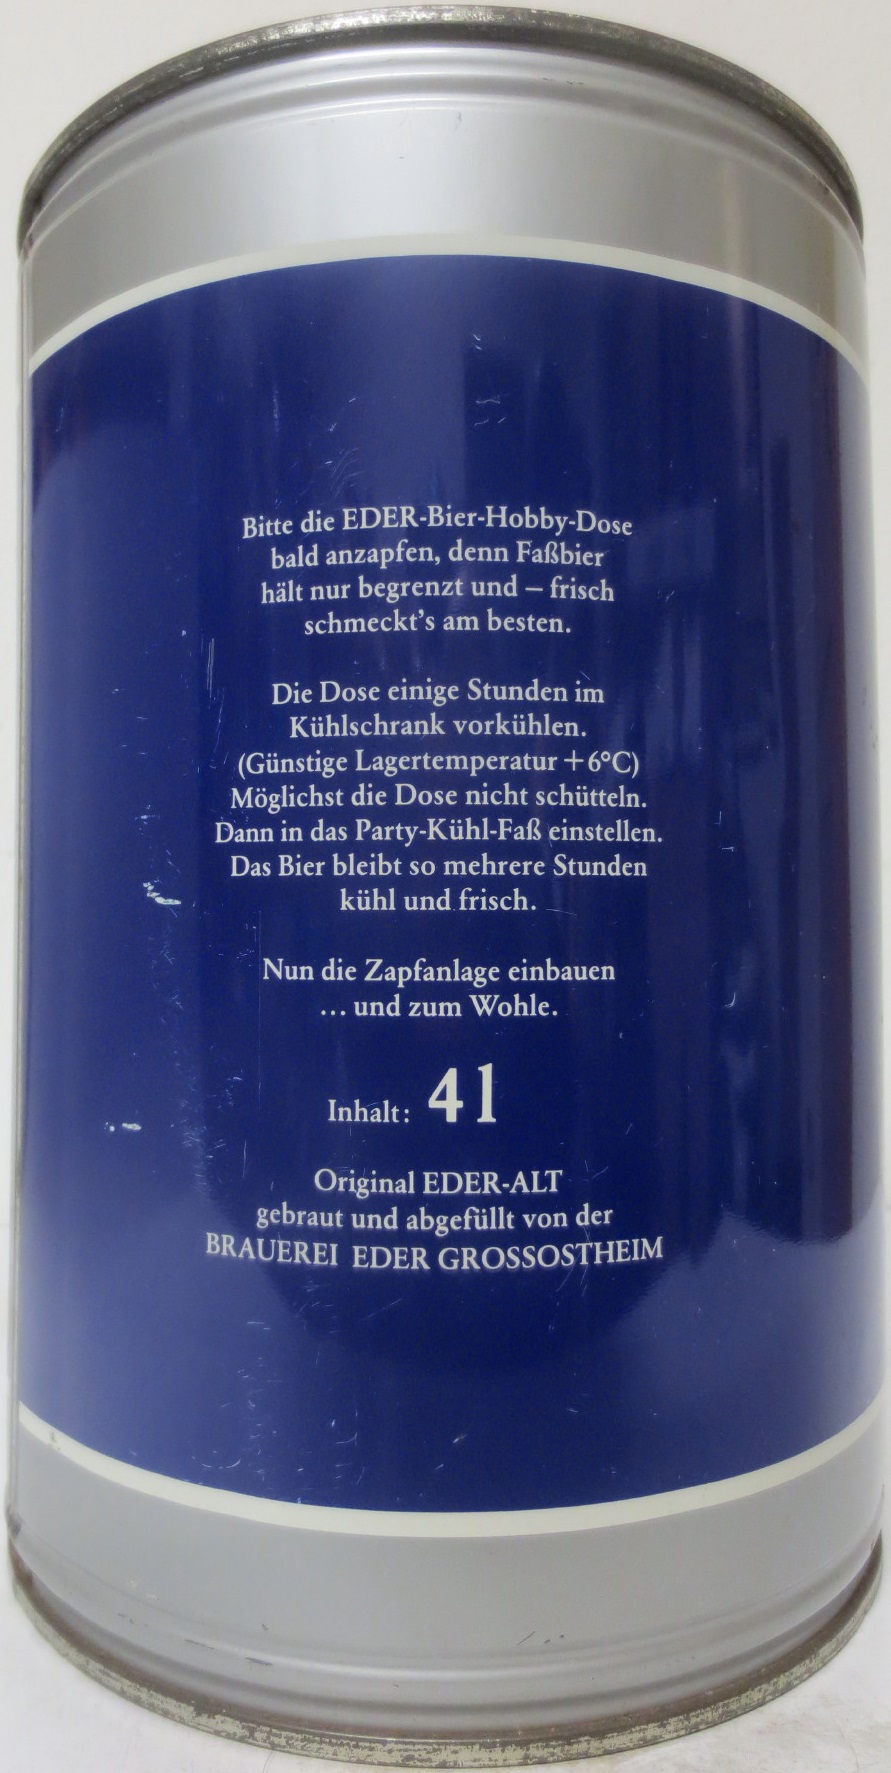 Bitte die EDER-Bier-Hobby-Dose
bald anzapfen, denn Faßbier
hält nur begrenzt und – frisch
schmeckt's am besten.
Die Dose einige Stunden im
Kühlschrank vorkühlen.
(Günstige Lagertemperatur +6°C)
Möglichst die Dose nicht schütteln.
Dann in das Party-Kühl-Faß einstellen.
Das Bier bleibt so mehrere Stunden
kühl und frisch.
Nun die Zapfanlage einbauen
... und zum Wohle.
Inhalt: 4 l
Original EDER-ALT
gebraut und abgefüllt von der
BRAUEREI EDER GROSSOSTHEIM